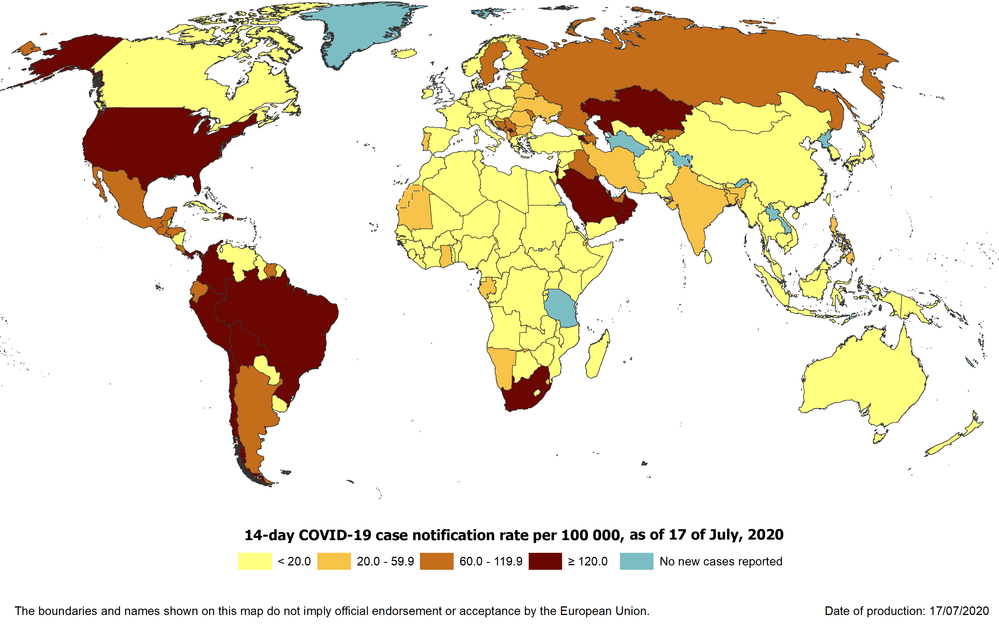 14-day COVID-19 case notification rate per 100 000, as of 17 of July, 2020
< 20.0 20.0 - 59.9 60.0 - 119.9 ≥ 120.0 No new cases reported
The boundaries and names shown on this map do not imply official endorsement or acceptance by the European Union. Date of production: 17/07/2020